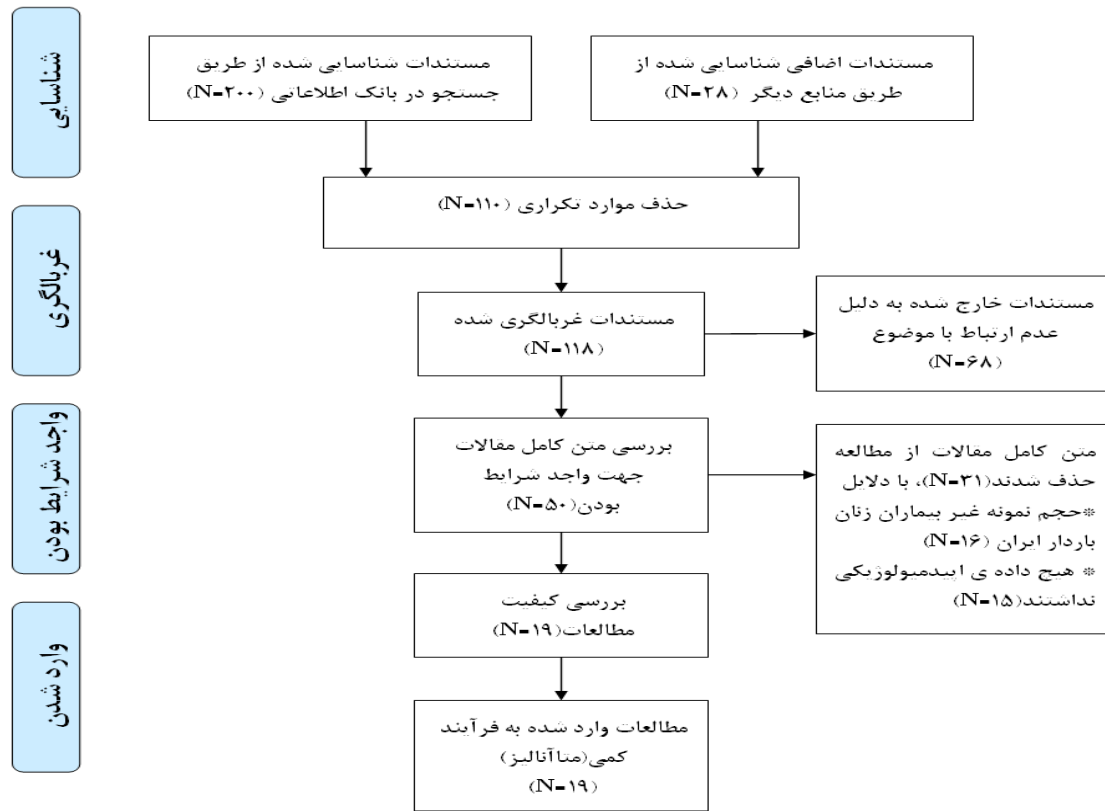 شناسایی
مستندات شناسایی شده از طریق
جستجو در بانک اطلاعاتی (N=۲۰۰)
مستندات اضافی شناسایی شده از
طریق منابع دیگر (N=۲۸)
حذف موارد تکراری (N=۱۱۰)
غربالگری
مستندات غربالگری شده
(N=۱۱۸)
مستندات خارج شده به دلیل
عدم ارتباط با موضوع
(N=۶۸)
واجد شرایط بودن
بررسی متن کامل مقالات
جهت واجد شرایط
بودن(N=۵۰)
متن کامل مقالات از مطالعه
حذف شدند(N=۳۱)، با دلایل
*حجم نمونه غیر بیماران زنان
باردار ایران (N=۱۶)
* هیچ داده ی اپیدمیولوژیکی
نداشتند(N=۱۵)
بررسی کیفیت
مطالعات(N=۱۹)
وارد شدن
مطالعات وارد شده به فرآیند
کمی(متاآنالیز)
(N=۱۹)